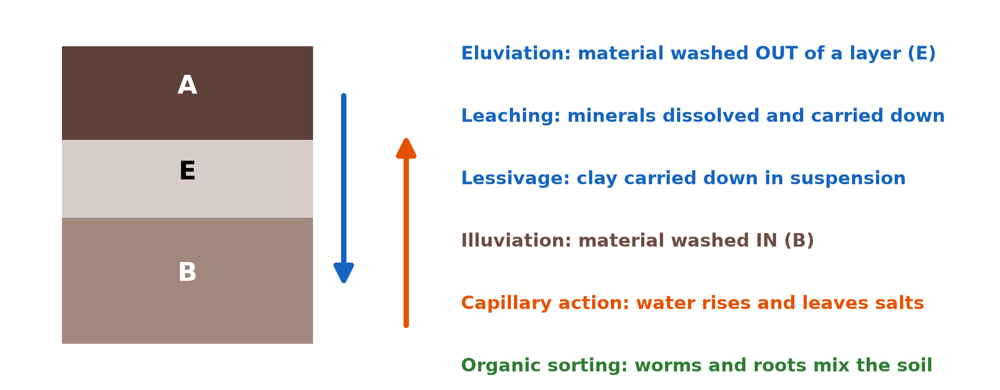 A
E
B
Eluviation: material washed OUT of a layer (E)
Leaching: minerals dissolved and carried down
Lessivage: clay carried down in suspension
Illuviation: material washed IN (B)
Capillary action: water rises and leaves salts
Organic sorting: worms and roots mix the soil